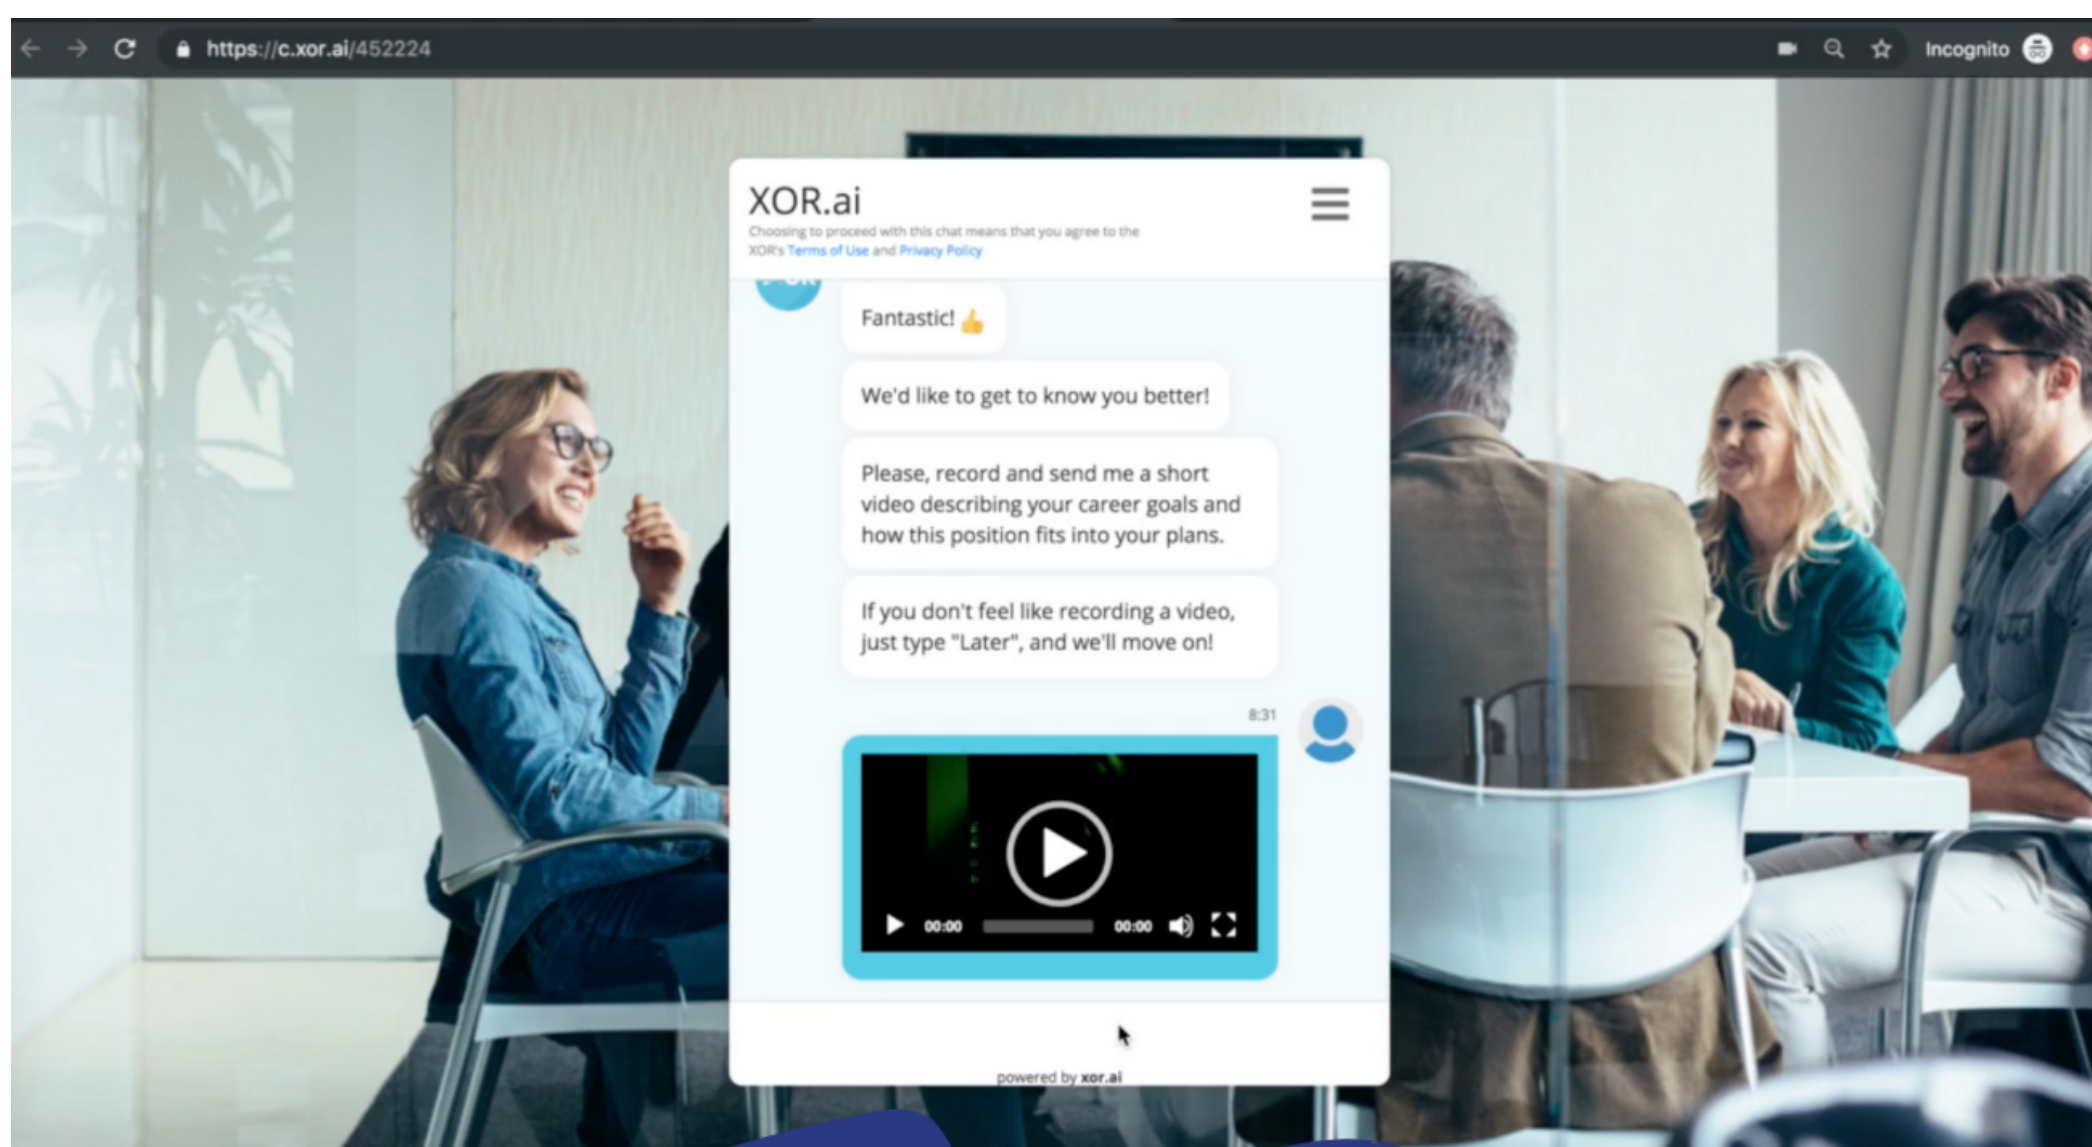 https://c.xor.ai/452224
Incognito
XOR.ai
Choosing to proceed with this chat means that you agree to the
XOR's Terms of Use and Privacy Policy
Fantastic! 👍
We'd like to get to know you better!
Please, record and send me a short
video describing your career goals and
how this position fits into your plans.
If you don't feel like recording a video,
just type "Later", and we'll move on!
8:31
00:00 00:00
powered by xor.ai